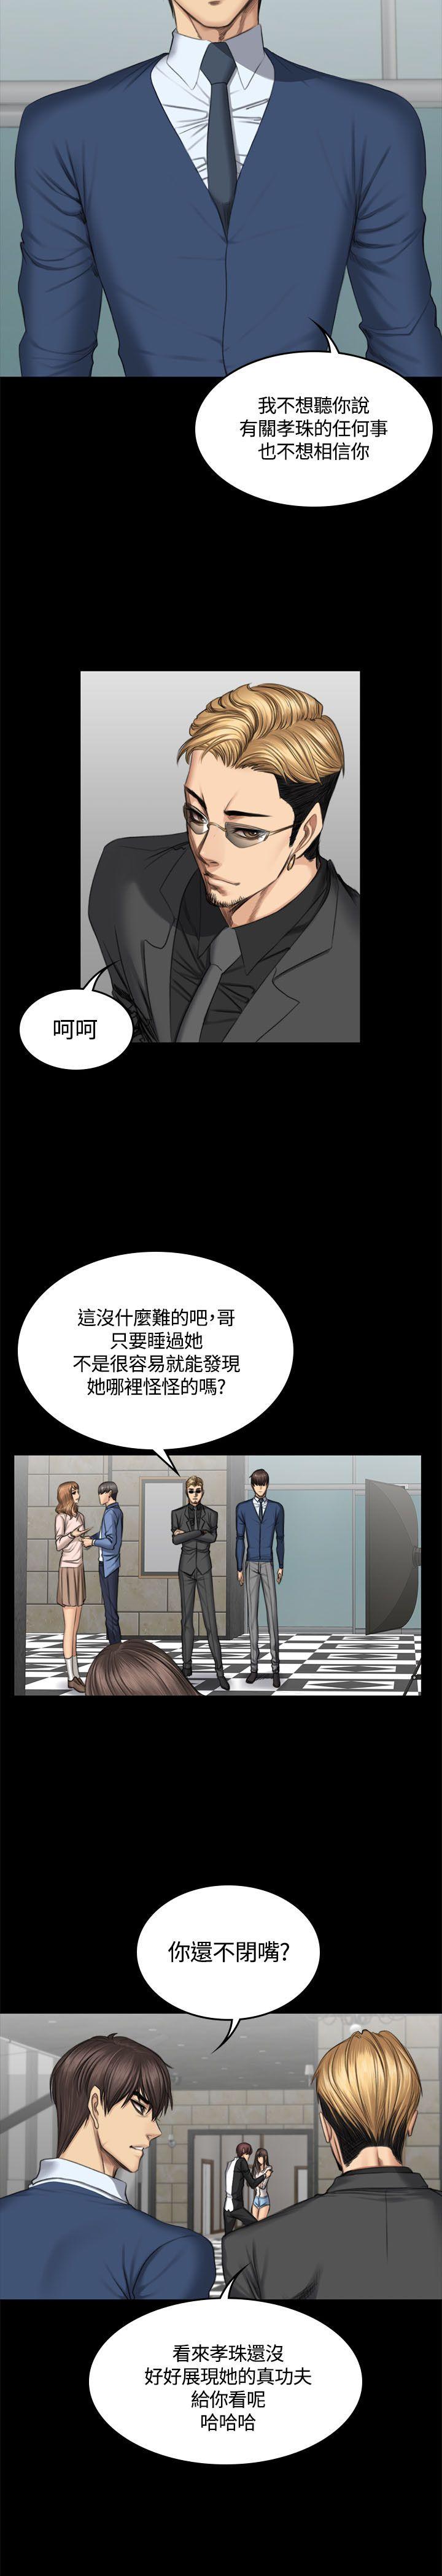 我不想聽你說
有關孝珠的任何事
也不想相信你
呵呵
這沒什麼難的吧，哥
只要睡過她
不是很容易就能發現
她哪裡怪怪的嗎?
你還不閉嘴?
看來孝珠還沒
好好展現她的真功夫
給你看呢
哈哈哈